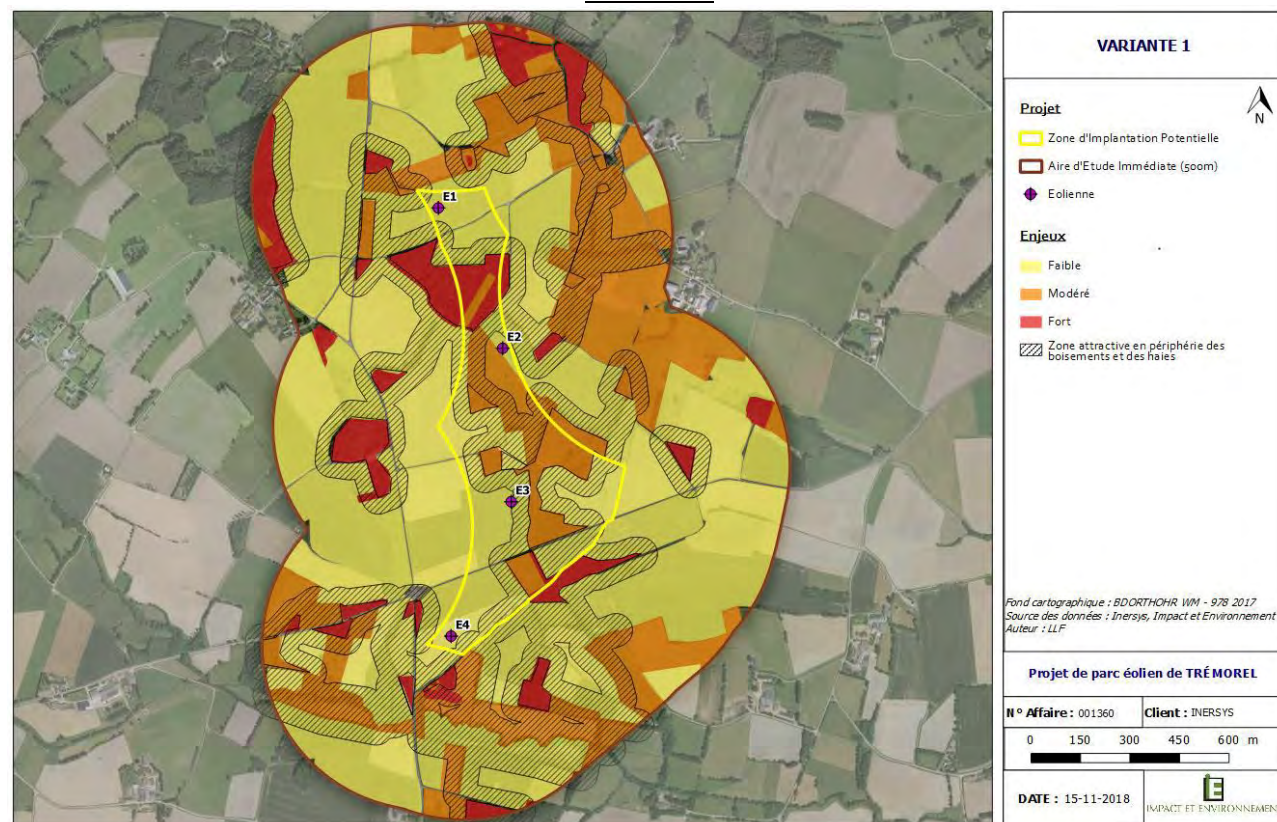 VARIANTE 1
N
Projet
Zone d'Implantation Potentielle
Aire d'Etude Immédiate (500m)
Eolienne
Enjeux
Faible
Modéré
Fort
Zone attractive en périphérie des
boisements et des haies
E1
E2
E3
E4
Fond cartographique : BDORTHOHR WM - 978 2017
Source des données : Inersys, Impact et Environnement
Auteur : LLF
Projet de parc éolien de TRÉMOREL
N° Affaire : 001360 Client : INERSYS
0 150 300 450 600 m
DATE : 15-11-2018
IE
IMPACT ET ENVIRONNEMENT